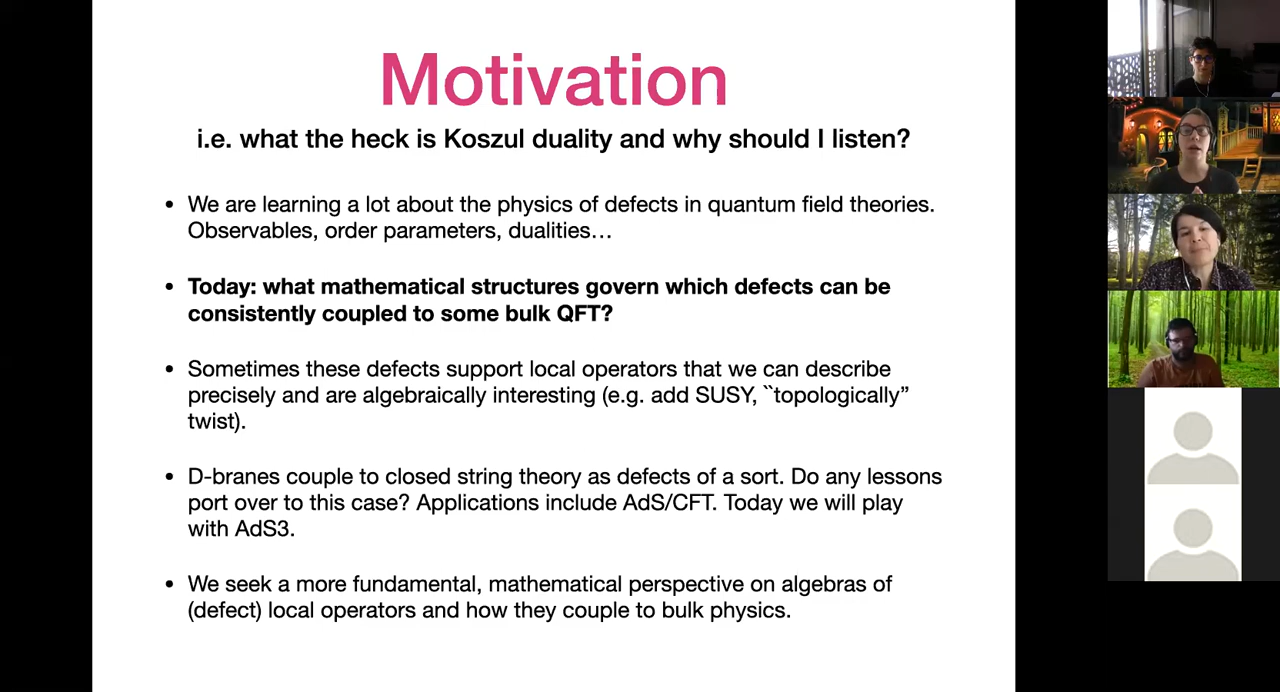 Motivation
i.e. what the heck is Koszul duality and why should I listen?
• We are learning a lot about the physics of defects in quantum field theories.
Observables, order parameters, dualities…
• Today: what mathematical structures govern which defects can be
consistently coupled to some bulk QFT?
• Sometimes these defects support local operators that we can describe
precisely and are algebraically interesting (e.g. add SUSY, ``topologically”
twist).
• D-branes couple to closed string theory as defects of a sort. Do any lessons
port over to this case? Applications include AdS/CFT. Today we will play
with AdS3.
• We seek a more fundamental, mathematical perspective on algebras of
(defect) local operators and how they couple to bulk physics.